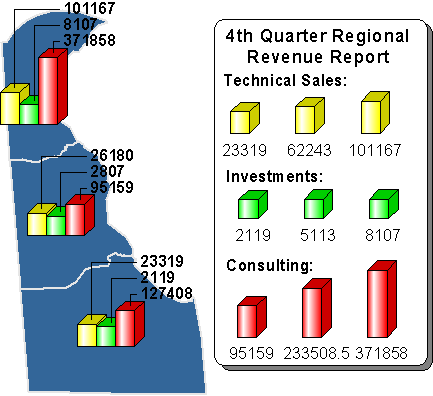 101167
8107
371858
26180
2807
95159
23319
2119
127408
4th Quarter Regional
Revenue Report
Technical Sales:
23319 62243 101167
Investments:
2119 5113 8107
Consulting:
95159 233508.5 371858